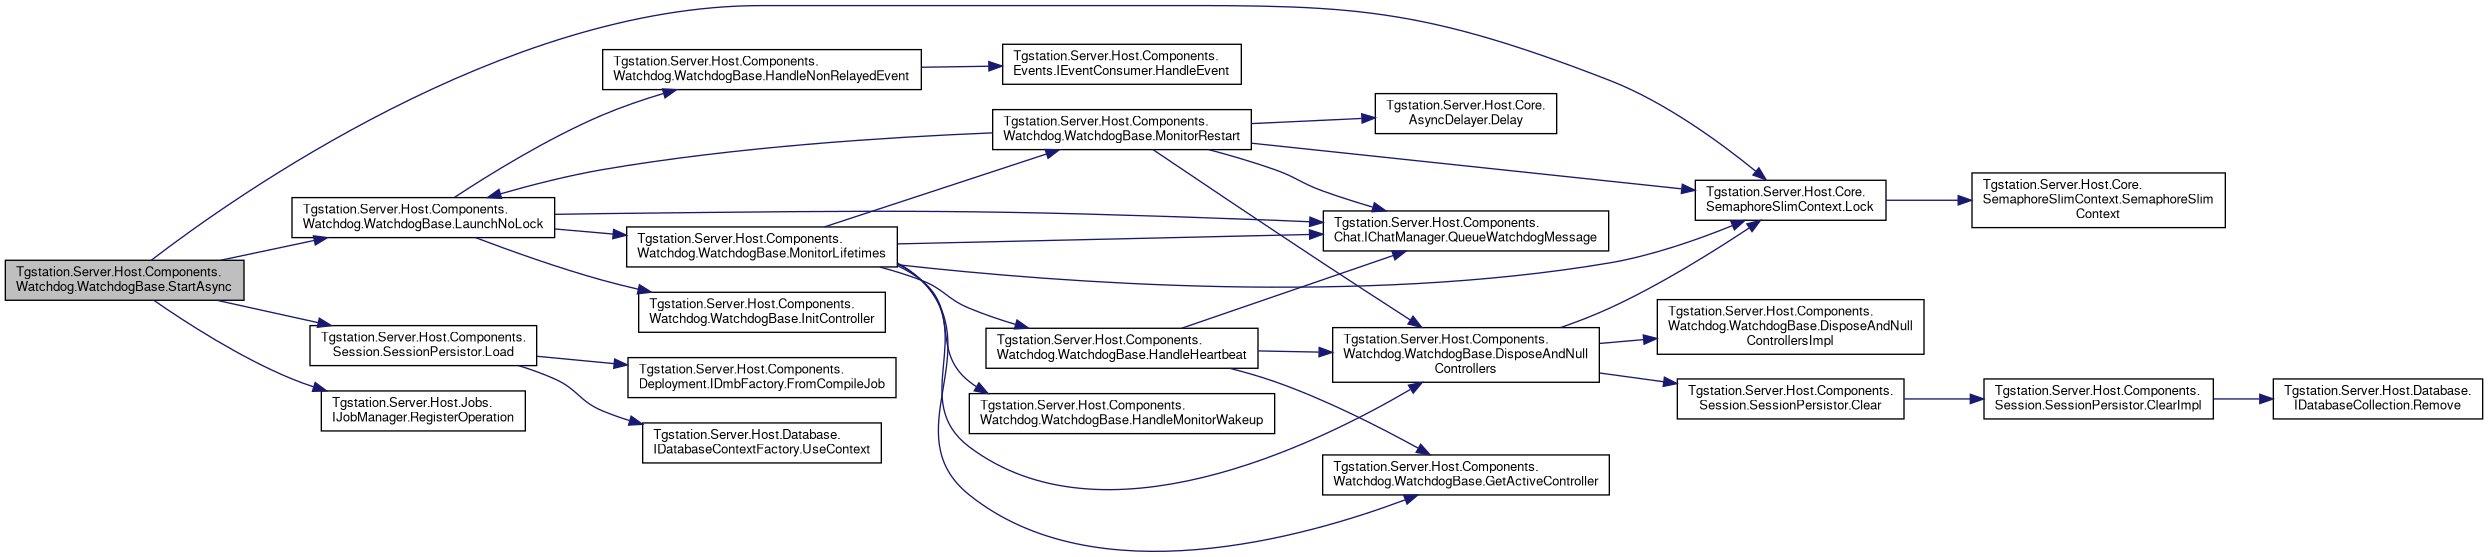 Tgstation.Server.Host.Components.
Watchdog.WatchdogBase.StartAsync
Tgstation.Server.Host.Components.
Watchdog.WatchdogBase.LaunchNoLock
Tgstation.Server.Host.Components.
Session.SessionPersistor.Load
Tgstation.Server.Host.Jobs.
IJobManager.RegisterOperation
Tgstation.Server.Host.Components.
Watchdog.WatchdogBase.HandleNonRelayedEvent
Tgstation.Server.Host.Components.
Watchdog.WatchdogBase.MonitorLifetimes
Tgstation.Server.Host.Components.
Watchdog.WatchdogBase.InitController
Tgstation.Server.Host.Components.
Deployment.IDmbFactory.FromCompileJob
Tgstation.Server.Host.Database.
IDatabaseContextFactory.UseContext
Tgstation.Server.Host.Components.
Events.IEventConsumer.HandleEvent
Tgstation.Server.Host.Components.
Watchdog.WatchdogBase.MonitorRestart
Tgstation.Server.Host.Components.
Watchdog.WatchdogBase.HandleHeartbeat
Tgstation.Server.Host.Components.
Watchdog.WatchdogBase.HandleMonitorWakeup
Tgstation.Server.Host.Core.
AsyncDelayer.Delay
Tgstation.Server.Host.Components.
Chat.IChatManager.QueueWatchdogMessage
Tgstation.Server.Host.Components.
Watchdog.WatchdogBase.DisposeAndNull
Controllers
Tgstation.Server.Host.Components.
Watchdog.WatchdogBase.GetActiveController
Tgstation.Server.Host.Core.
SemaphoreSlimContext.Lock
Tgstation.Server.Host.Components.
Watchdog.WatchdogBase.DisposeAndNull
ControllersImpl
Tgstation.Server.Host.Components.
Session.SessionPersistor.Clear
Tgstation.Server.Host.Core.
SemaphoreSlimContext.SemaphoreSlim
Context
Tgstation.Server.Host.Components.
Session.SessionPersistor.ClearImpl
Tgstation.Server.Host.Database.
IDatabaseCollection.Remove